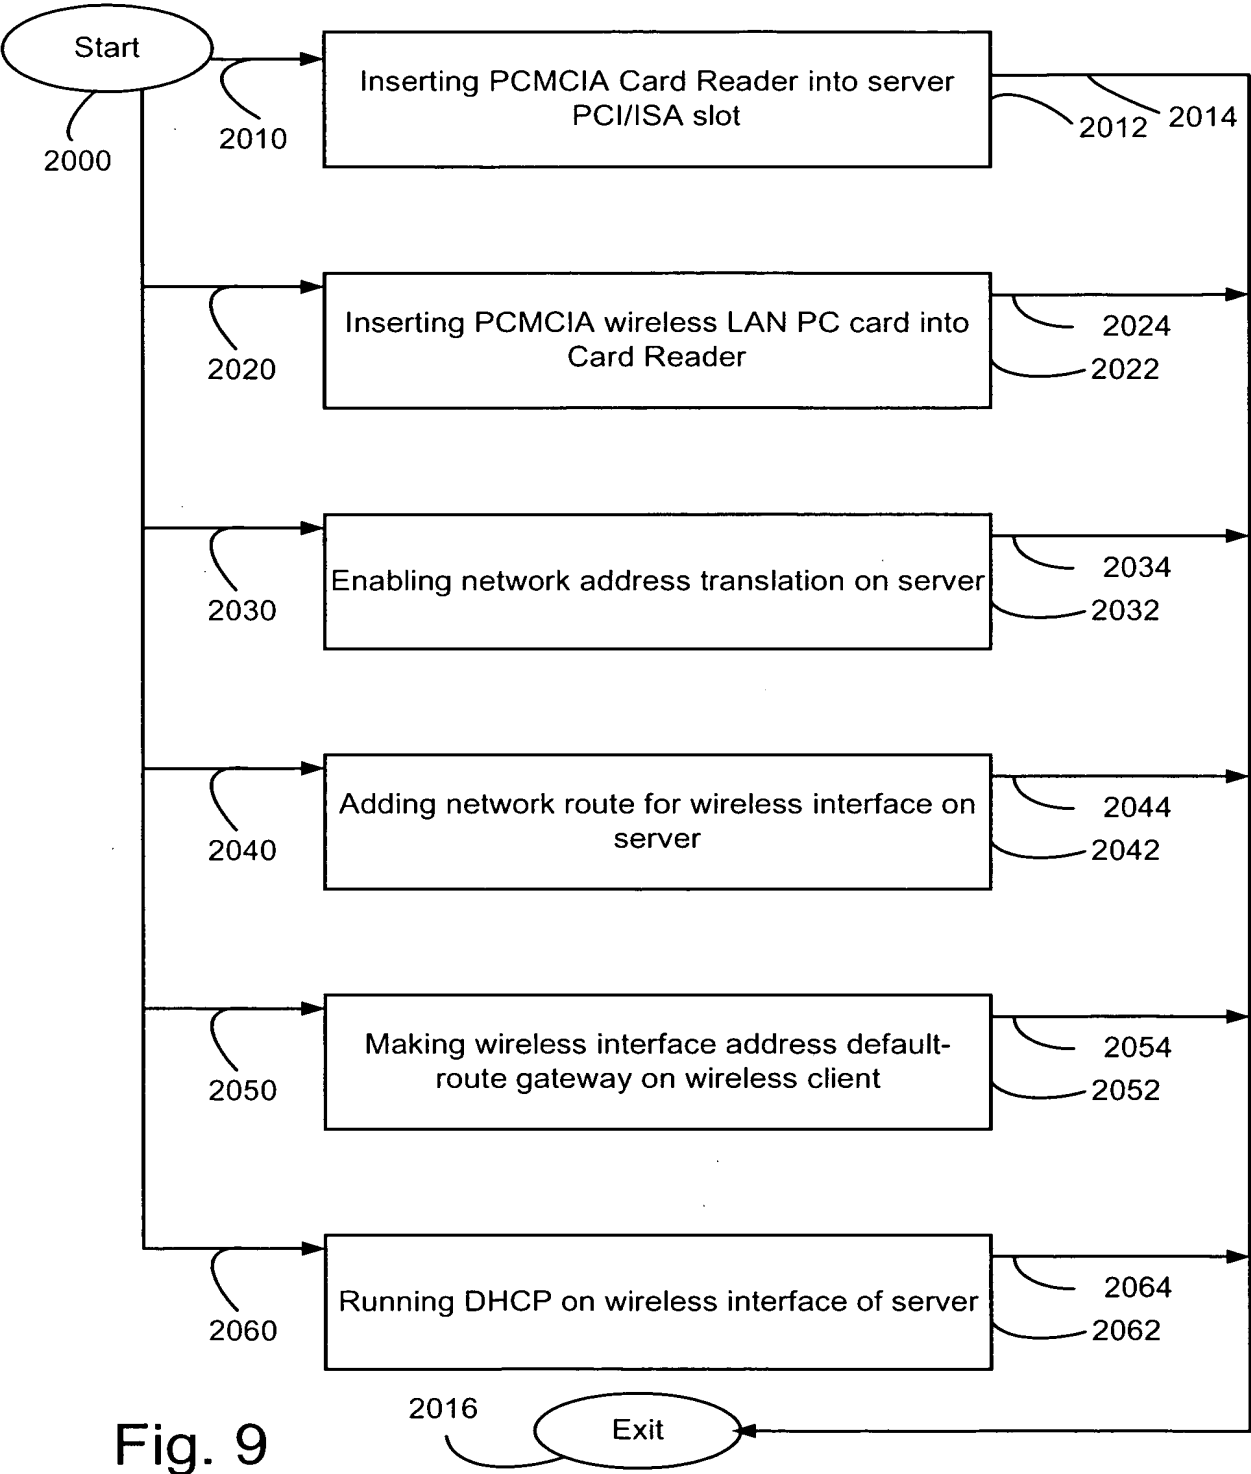 Start
2000
2010
Inserting PCMCIA Card Reader into server
PCI/ISA slot
2012
2014
2020
Inserting PCMCIA wireless LAN PC card into
Card Reader
2024
2022
2030
Enabling network address translation on server
2034
2032
2040
Adding network route for wireless interface on
server
2044
2042
2050
Making wireless interface address default-
route gateway on wireless client
2054
2052
2060
Running DHCP on wireless interface of server
2064
2062
2016
Exit
Fig. 9